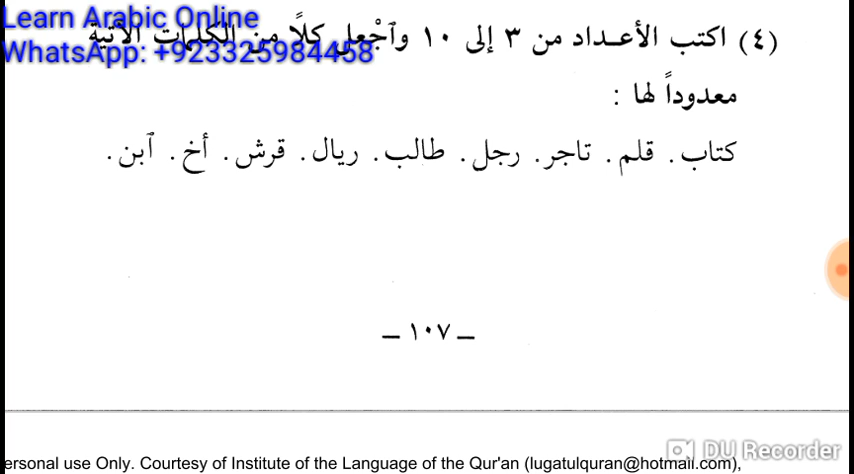 Learn Arabic Online
WhatsApp: +923325984458
(٤) اكتب الأعداد من ٣ إلى ١٠ وٱجْعل كلاًّ من الكلمات الآتية
معدوداً لها :
كتاب . قلم . تاجر . رجل . طالب . ريال . قرش . أخ . ٱبن .
— ١٠٧ —
DU Recorder
ersonal use Only. Courtesy of Institute of the Language of the Qur'an (lugatulquran@hotmail.com),